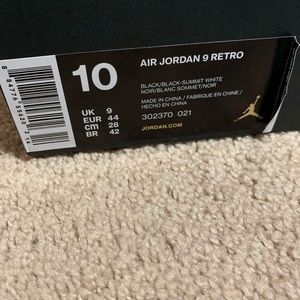 10
UK 9
EUR 44
cm 28
BR 42
AIR JORDAN 9 RETRO
BLACK/BLACK-SUMMIT WHITE
NOIR/BLANC SOMMET/NOIR
MADE IN CHINA / FABRIQUE EN CHINE /
HECHO EN CHINA
302370 021
JORDAN.COM